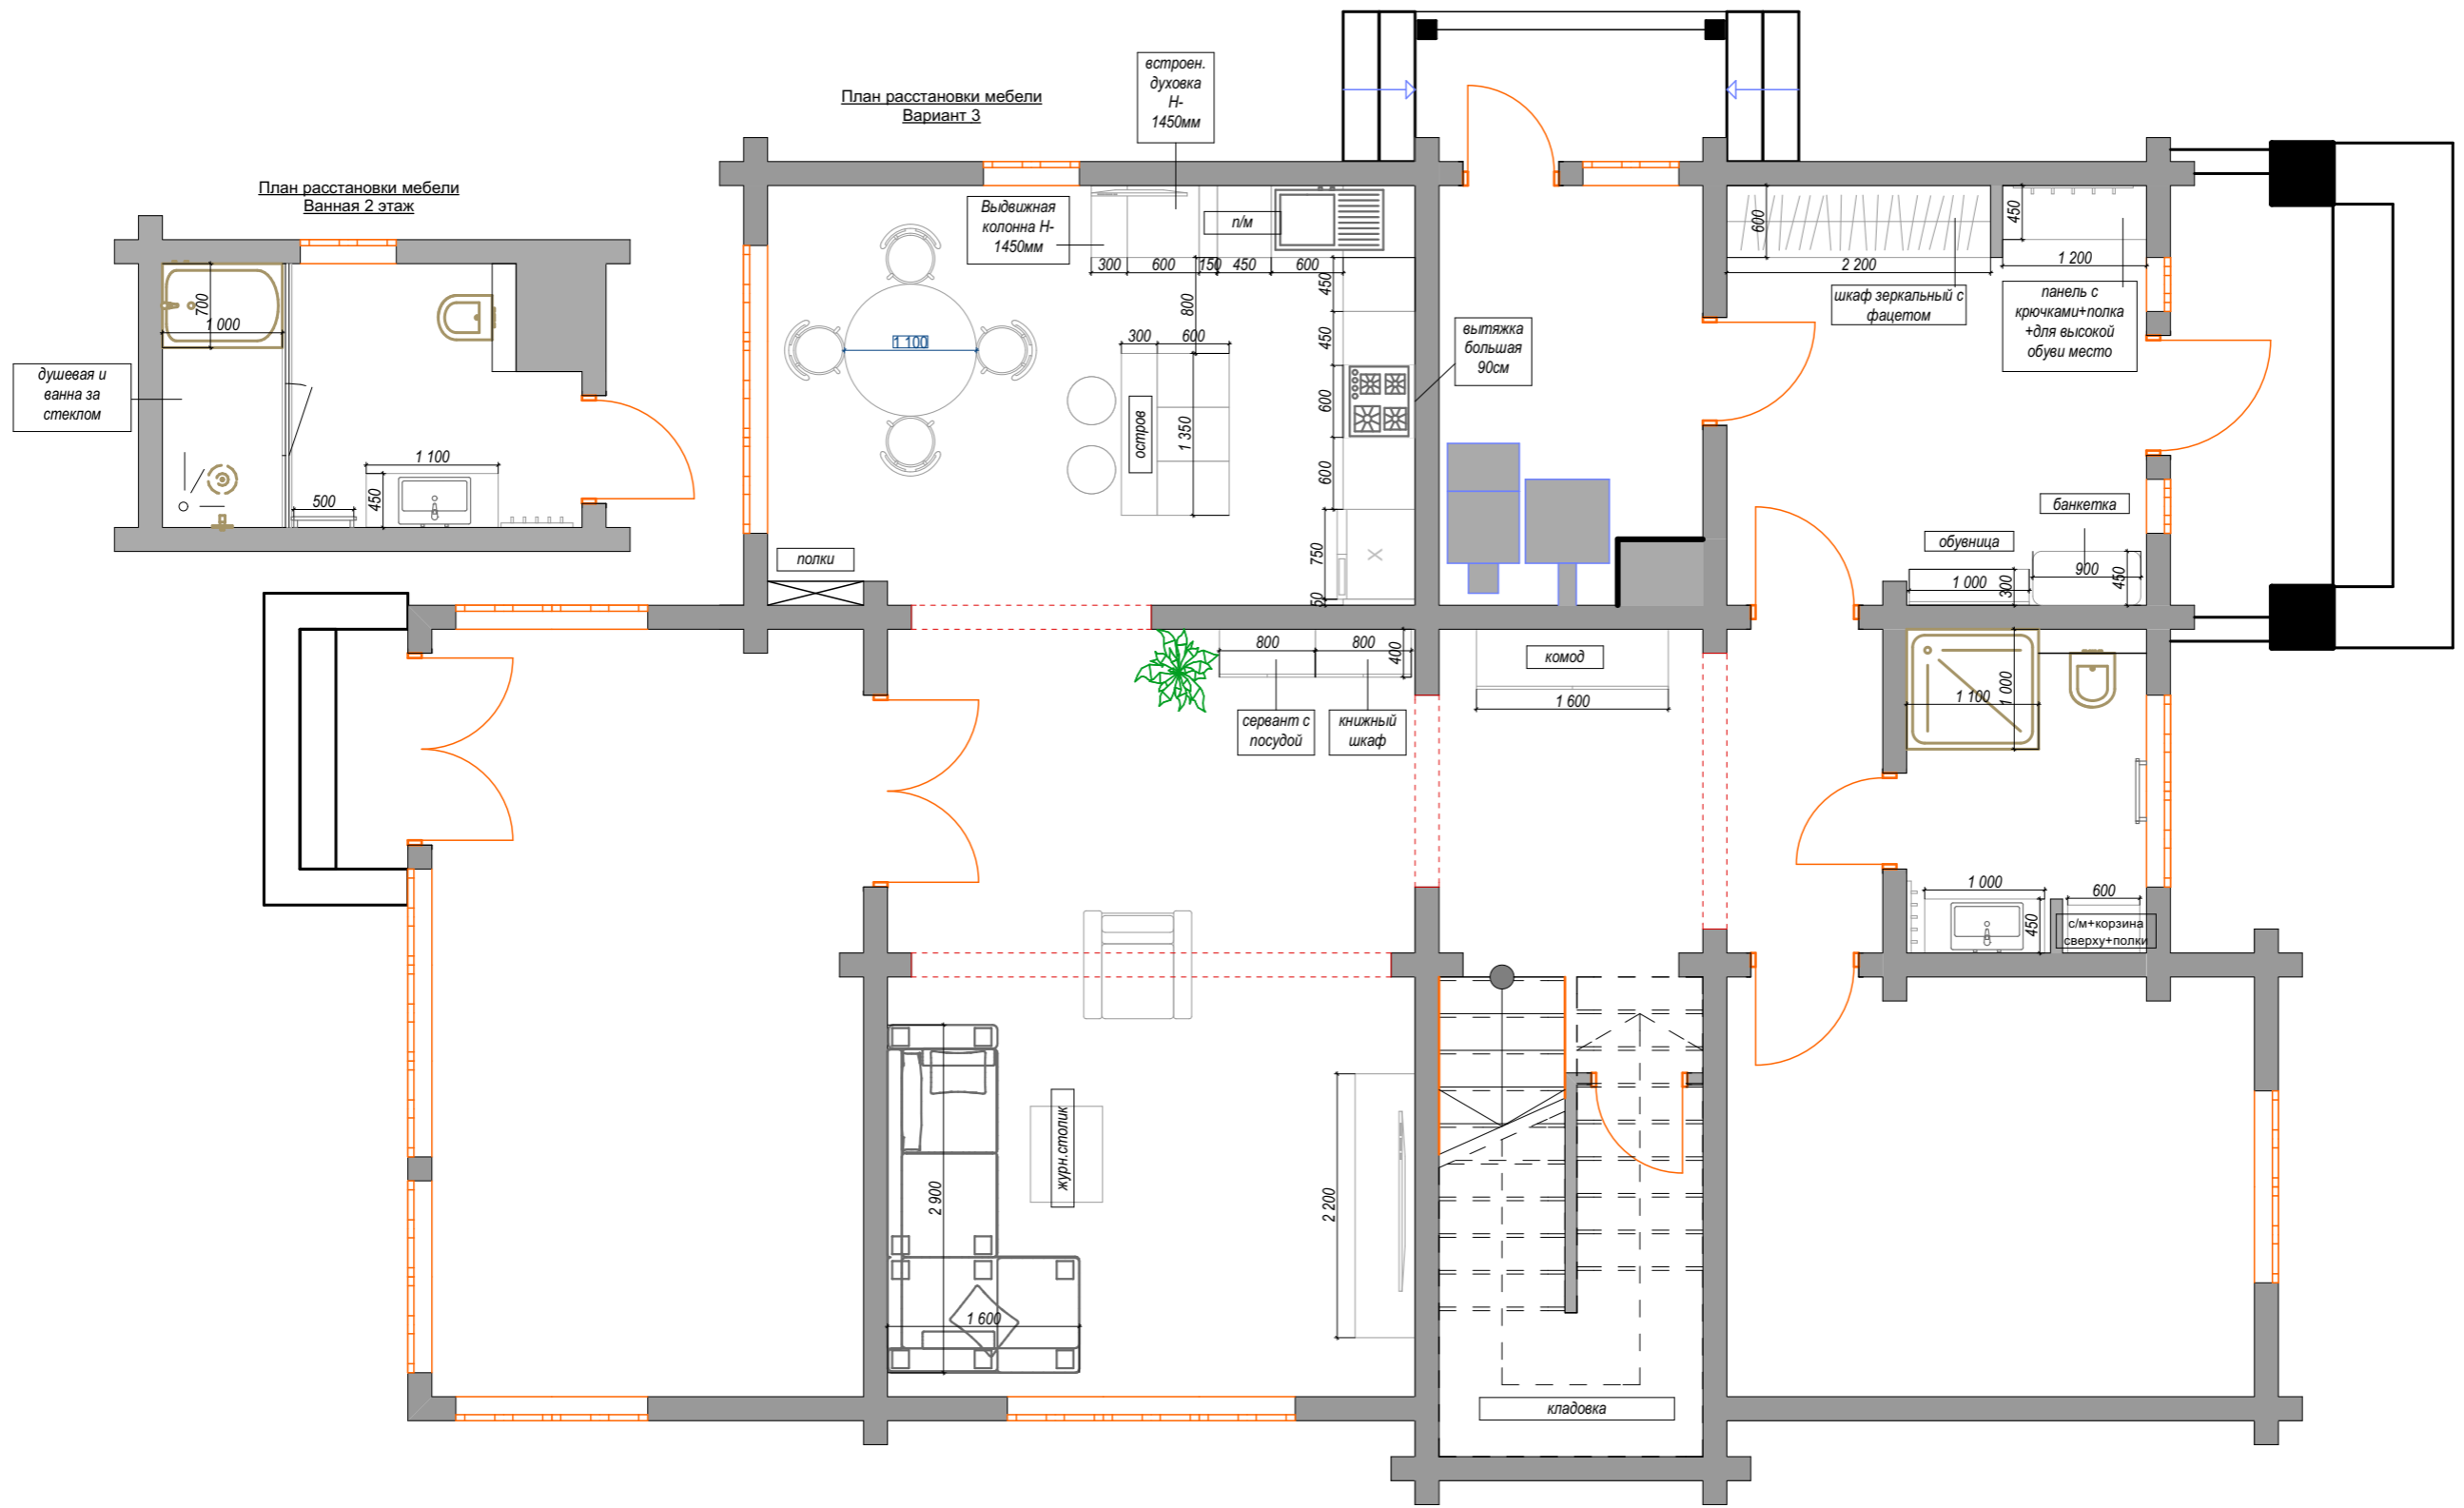 План расстановки мебели
Вариант 3
встроен.
духовка
Н-
1450мм
План расстановки мебели
Ванная 2 этаж
Выдвижная
колонна Н-
1450мм
п/м
300
600
150
450
600
800
450
450
600
600
750
50
1 100
300
600
остров
1 350
вытяжка
большая
90см
полки
600
2 200
450
1 200
шкаф зеркальный с
фацетом
панель с
крючками+полка
+для высокой
обуви место
банкетка
обувница
1 000
300
900
450
700
1 000
душевая и
ванна за
стеклом
500
450
1 100
800
800
400
сервант с
посудой
книжный
шкаф
комод
1 600
1 100
1 000
1 000
450
600
с/м+корзина
сверху+полки
2 900
1 600
журн.столик
2 200
кладовка